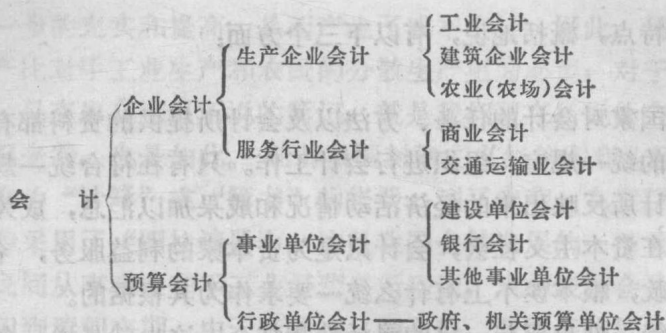 工业会计
生产企业会计
建筑企业会计
农业(农场)会计
企业会计
商业会计
服务行业会计
交通运输业会计
会 计
建设单位会计
事业单位会计
银行会计
预算会计
其他事业单位会计
行政单位会计——政府、机关预算单位会计